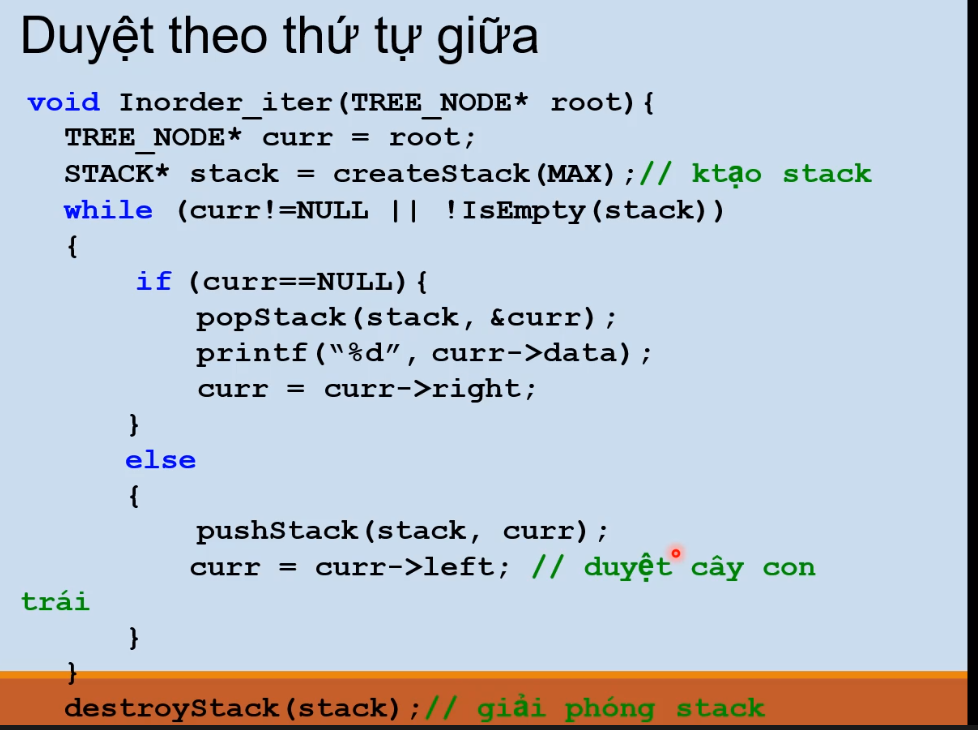 Duyệt theo thứ tự giữa
void Inorder_iter(TREE_NODE* root){
TREE_NODE* curr = root;
STACK* stack = createStack(MAX);// ktạo stack
while (curr!=NULL || !IsEmpty(stack))
{
if (curr==NULL){
popStack(stack, &curr);
printf(“%d”, curr->data);
curr = curr->right;
}
else
{
pushStack(stack, curr);
curr = curr->left; // duyệt cây con
trái
}
}
destroyStack(stack);// giải phóng stack